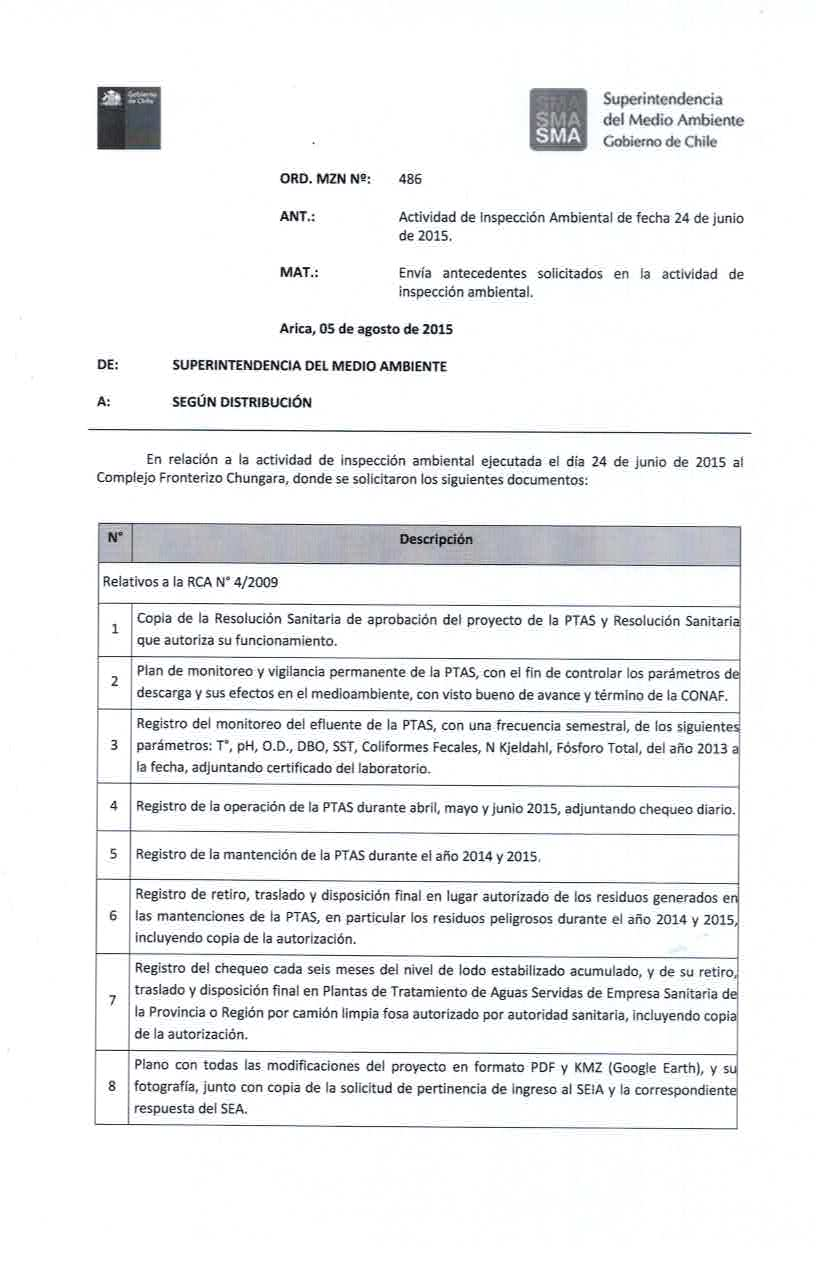 Gobierno
de Chile
SMA
SMA
SMA
Superintendencia
del Medio Ambiente
Gobierno de Chile
ORD. MZN Nº: 486
ANT.: Actividad de Inspección Ambiental de fecha 24 de junio
de 2015.
MAT.: Envía antecedentes solicitados en la actividad de
inspección ambiental.
Arica, 05 de agosto de 2015
DE: SUPERINTENDENCIA DEL MEDIO AMBIENTE
A: SEGÚN DISTRIBUCIÓN
En relación a la actividad de inspección ambiental ejecutada el día 24 de junio de 2015 al
Complejo Fronterizo Chungara, donde se solicitaron los siguientes documentos:
N° Descripción
Relativos a la RCA N° 4/2009
1 Copia de la Resolución Sanitaria de aprobación del proyecto de la PTAS y Resolución Sanitaria
que autoriza su funcionamiento.
2 Plan de monitoreo y vigilancia permanente de la PTAS, con el fin de controlar los parámetros de
descarga y sus efectos en el medioambiente, con visto bueno de avance y término de la CONAF.
3 Registro del monitoreo del efluente de la PTAS, con una frecuencia semestral, de los siguientes
parámetros: T°, pH, O.D., DBO, SST, Coliformes Fecales, N Kjeldahl, Fósforo Total, del año 2013 a
la fecha, adjuntando certificado del laboratorio.
4 Registro de la operación de la PTAS durante abril, mayo y junio 2015, adjuntando chequeo diario.
5 Registro de la mantención de la PTAS durante el año 2014 y 2015.
6 Registro de retiro, traslado y disposición final en lugar autorizado de los residuos generados en
las mantenciones de la PTAS, en particular los residuos peligrosos durante el año 2014 y 2015,
incluyendo copia de la autorización.
7 Registro del chequeo cada seis meses del nivel de lodo estabilizado acumulado, y de su retiro,
traslado y disposición final en Plantas de Tratamiento de Aguas Servidas de Empresa Sanitaria de
la Provincia o Región por camión limpia fosa autorizado por autoridad sanitaria, incluyendo copia
de la autorización.
8 Plano con todas las modificaciones del proyecto en formato PDF y KMZ (Google Earth), y su
fotografía, junto con copia de la solicitud de pertinencia de ingreso al SEIA y la correspondiente
respuesta del SEA.